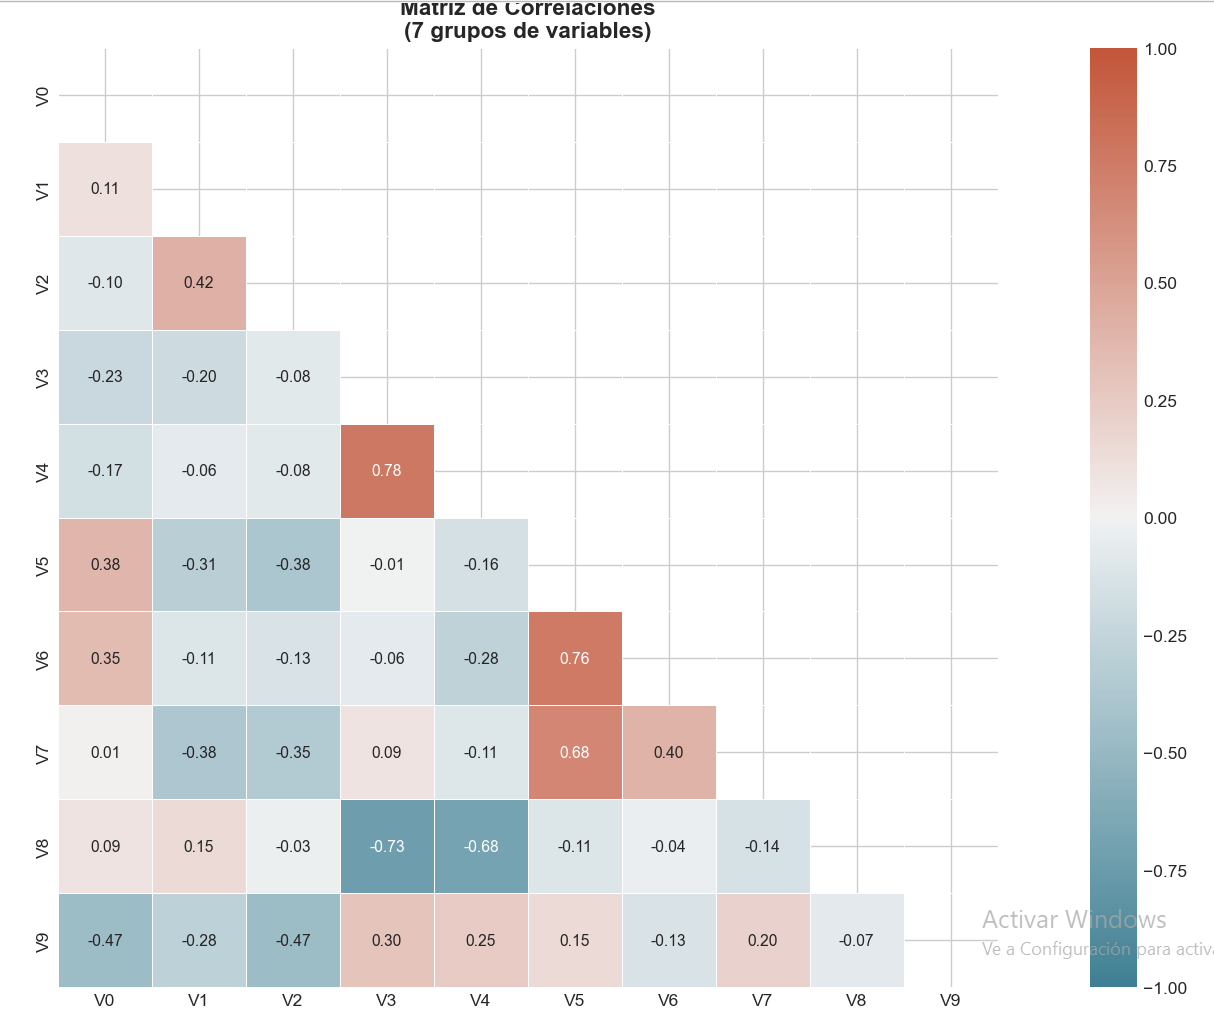 Matriz de Correlaciones
(7 grupos de variables)
1.00
V0
0.75
V1 0.11
V2 -0.10 0.42
0.50
V3 -0.23 -0.20 -0.08
0.25
V4 -0.17 -0.06 -0.08 0.78
0.00
V5 0.38 -0.31 -0.38 -0.01 -0.16
−0.25
V6 0.35 -0.11 -0.13 -0.06 -0.28 0.76
−0.50
V7 0.01 -0.38 -0.35 0.09 -0.11 0.68 0.40
V8 0.09 0.15 -0.03 -0.73 -0.68 -0.11 -0.04 -0.14
−0.75
V9 -0.47 -0.28 -0.47 0.30 0.25 0.15 -0.13 0.20 -0.07
−1.00
V0 V1 V2 V3 V4 V5 V6 V7 V8 V9
Activar Windows
Ve a Configuración para activa